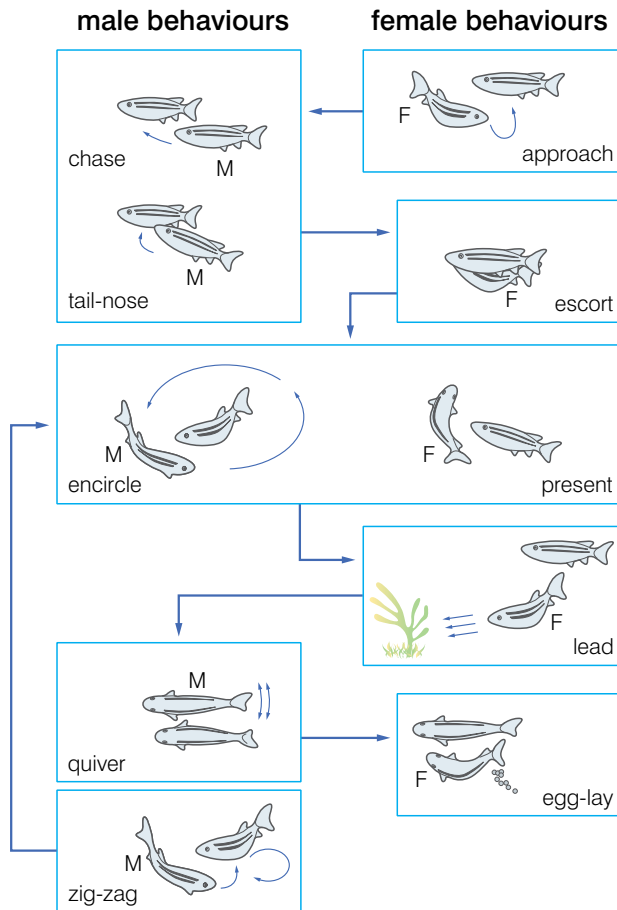 male behaviours
female behaviours
F
approach
chase
M
tail-nose
M
F
escort
M
encircle
F
present
F
lead
M
quiver
F
egg-lay
M
zig-zag